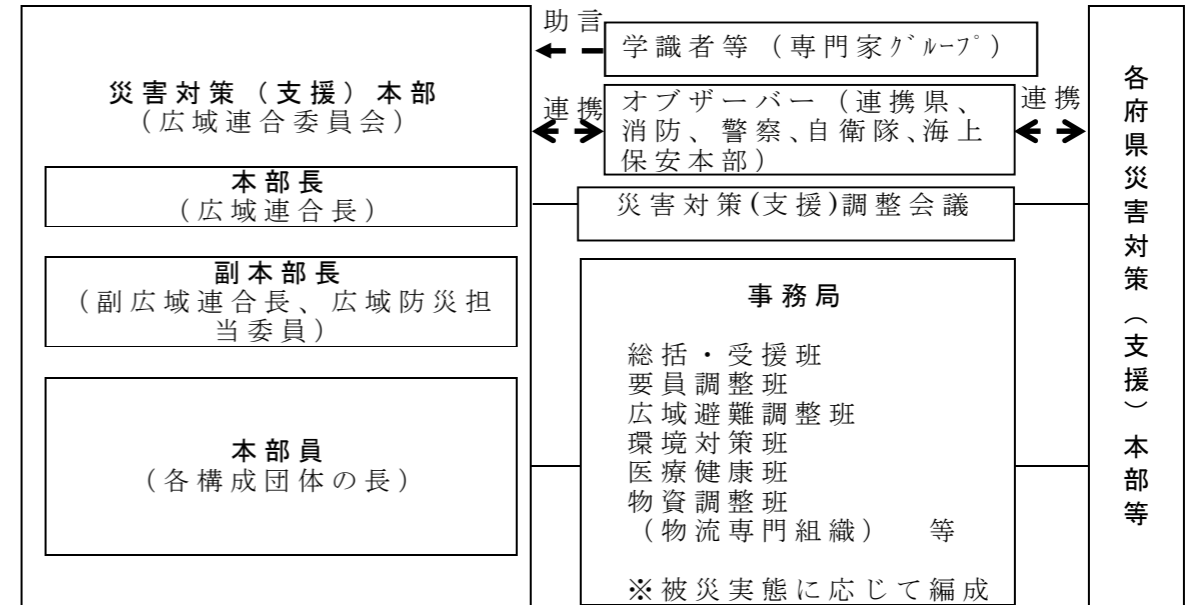 災害対策（支援）本部
（広域連合委員会）
本部長
（広域連合長）
副本部長
（副広域連合長、広域防災担
当委員）
本部員
（各構成団体の長）
助言
学識者等（専門家ｸﾞﾙｰﾌﾟ）
連携
オブザーバー（連携県、
消防、警察、自衛隊、海上
保安本部）
連携
災害対策(支援)調整会議
事務局
総括・受援班
要員調整班
広域避難調整班
環境対策班
医療健康班
物資調整班
（物流専門組織）　等
※被災実態に応じて編成
各府県災害対策（支援）本部等